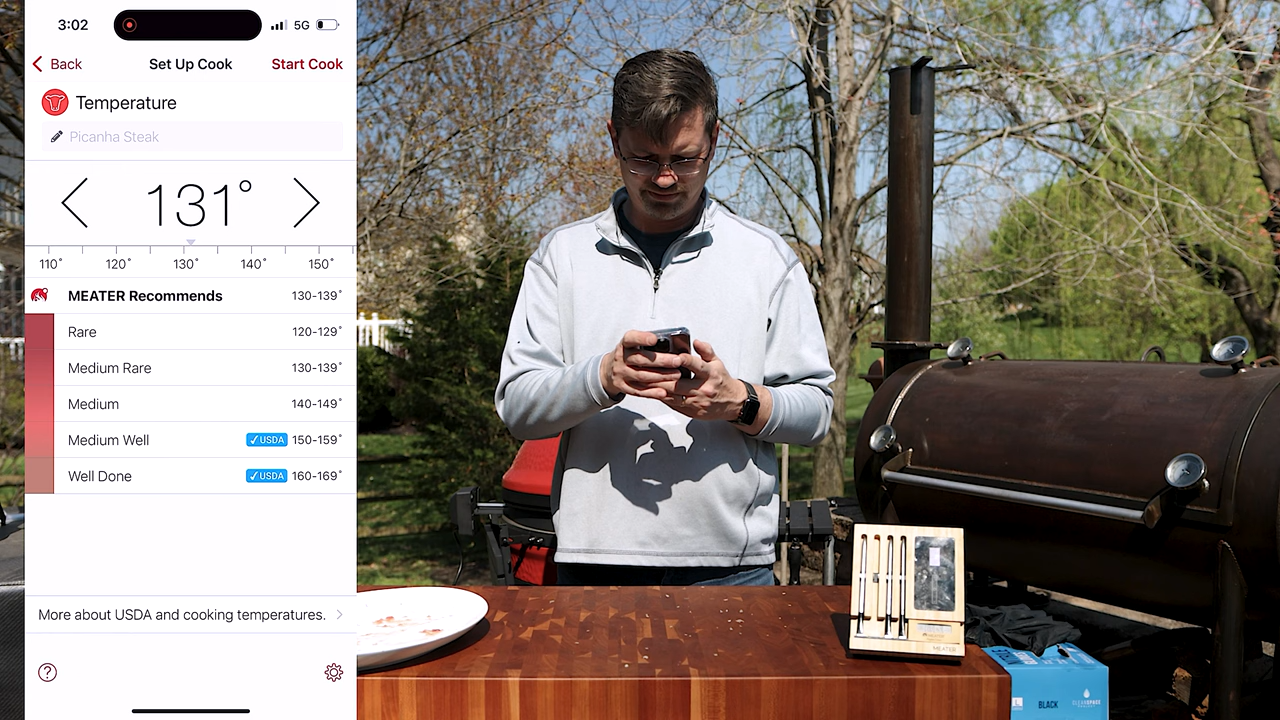 3:02
5G
Back
Set Up Cook
Start Cook
Temperature
Picanha Steak
131°
110° 120° 130° 140° 150°
MEATER Recommends 130-139°
Rare 120-129°
Medium Rare 130-139°
Medium 140-149°
Medium Well ✓USDA 150-159°
Well Done ✓USDA 160-169°
More about USDA and cooking temperatures.
?
MEATER
L
BLACK